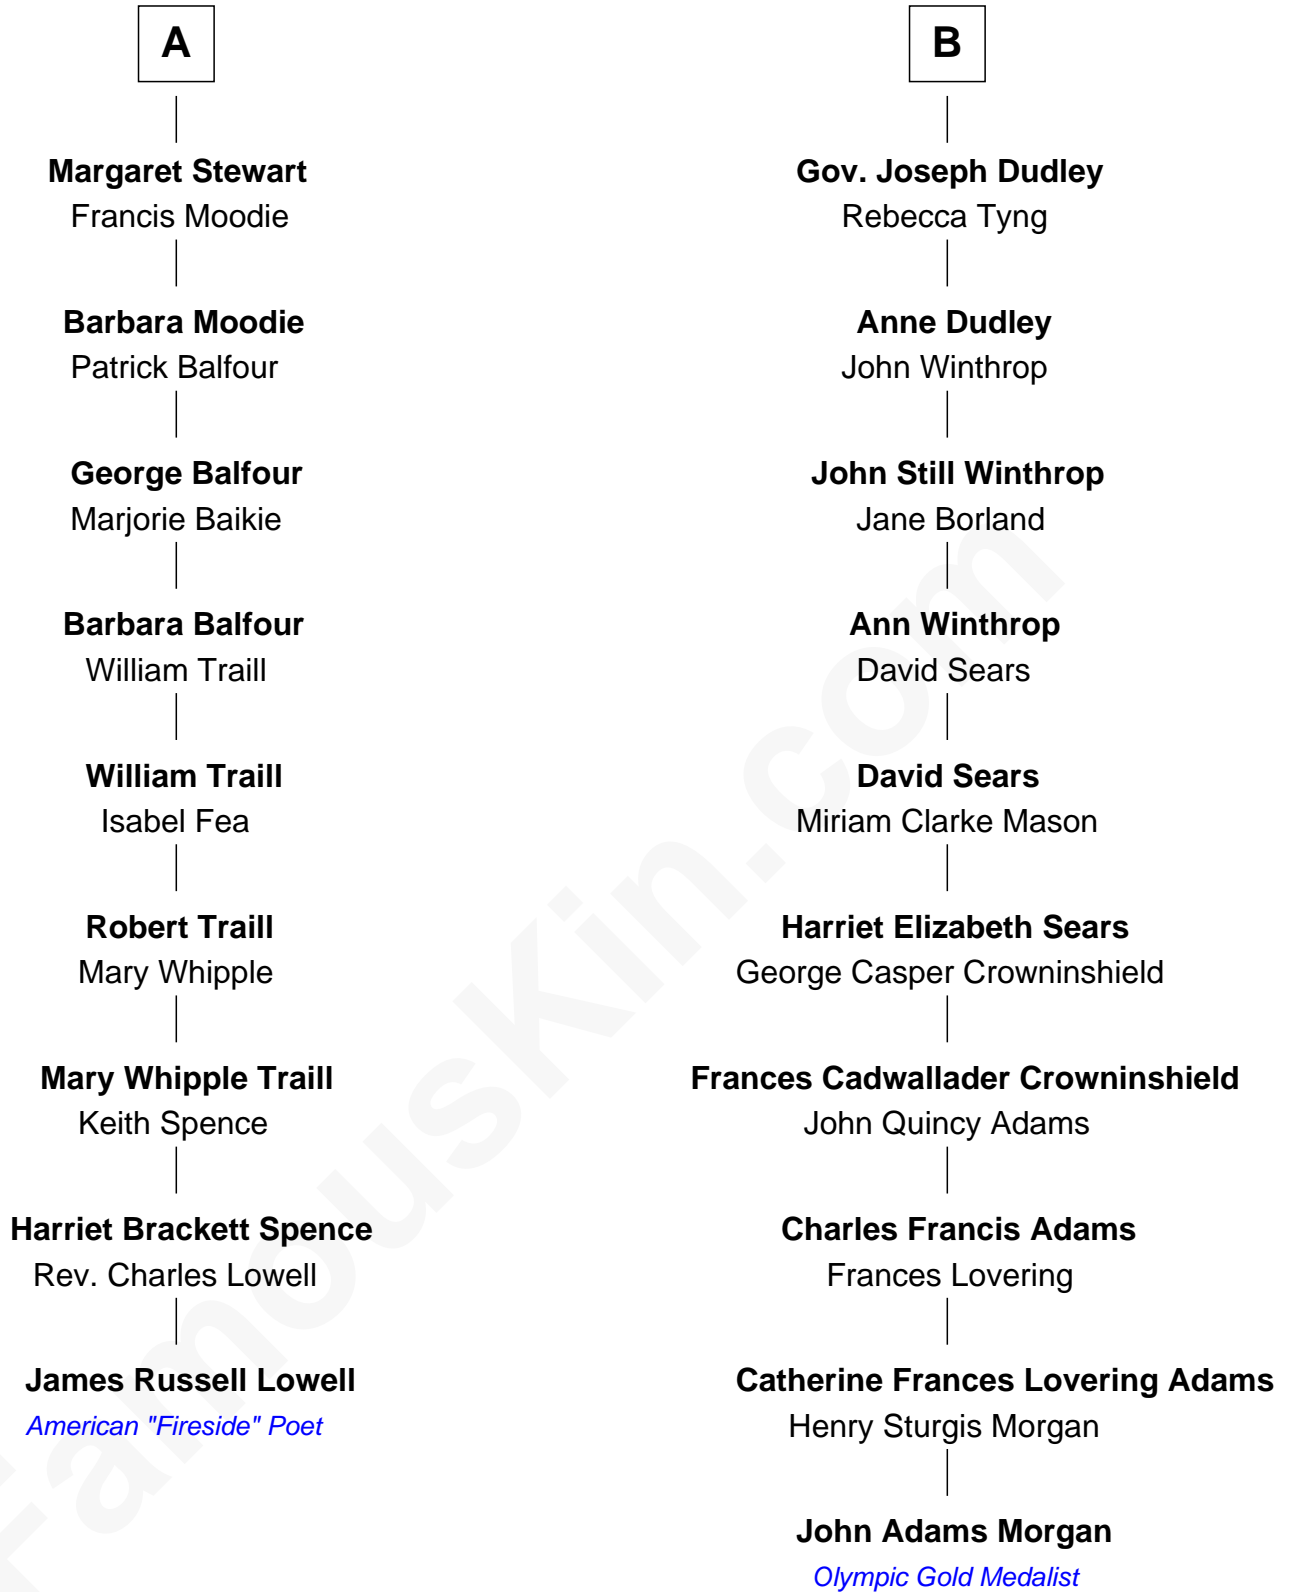 A
Margaret Stewart
Francis Moodie
Barbara Moodie
Patrick Balfour
George Balfour
Marjorie Baikie
Barbara Balfour
William Traill
William Traill
Isabel Fea
Robert Traill
Mary Whipple
Mary Whipple Traill
Keith Spence
Harriet Brackett Spence
Rev. Charles Lowell
James Russell Lowell
American "Fireside" Poet
B
Gov. Joseph Dudley
Rebecca Tyng
Anne Dudley
John Winthrop
John Still Winthrop
Jane Borland
Ann Winthrop
David Sears
David Sears
Miriam Clarke Mason
Harriet Elizabeth Sears
George Casper Crowninshield
Frances Cadwallader Crowninshield
John Quincy Adams
Charles Francis Adams
Frances Lovering
Catherine Frances Lovering Adams
Henry Sturgis Morgan
John Adams Morgan
Olympic Gold Medalist
FamousKin.com